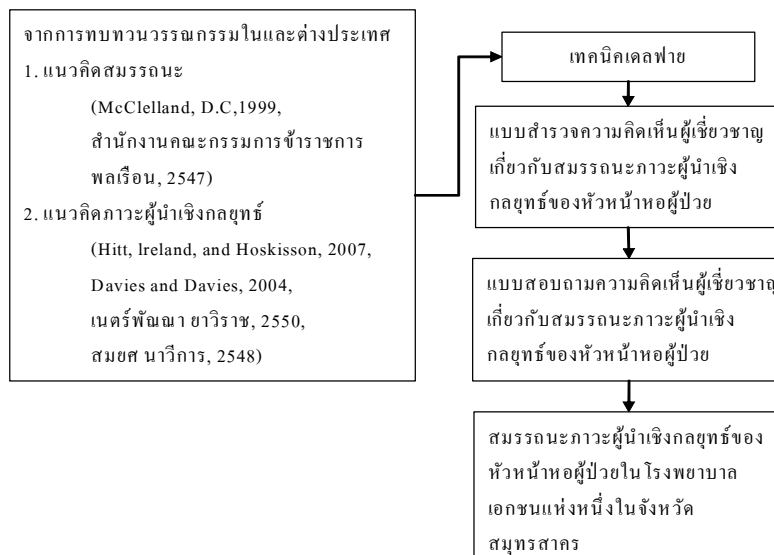 จากการทบทวนวรรณกรรมในและต่างประเทศ
1. แนวคิดสมรรถนะ
(McClelland, D.C,1999,
สำนักงานคณะกรรมการข้าราชการ
พลเรือน, 2547)
2. แนวคิดภาวะผู้นำเชิงกลยุทธ์
(Hitt, lreland, and Hoskisson, 2007,
Davies and Davies, 2004,
เนตร์พัณณา ยาวิราช, 2550,
สมยศ นาวีการ, 2548)
เทคนิคเดลฟาย
แบบสำรวจความคิดเห็นผู้เชี่ยวชาญ
เกี่ยวกับสมรรถนะภาวะผู้นำเชิง
กลยุทธ์ของหัวหน้าหอผู้ป่วย
แบบสอบถามความคิดเห็นผู้เชี่ยวชาญ
เกี่ยวกับสมรรถนะภาวะผู้นำเชิง
กลยุทธ์ของหัวหน้าหอผู้ป่วย
สมรรถนะภาวะผู้นำเชิงกลยุทธ์ของ
หัวหน้าหอผู้ป่วยในโรงพยาบาล
เอกชนแห่งหนึ่งในจังหวัด
สมุทรสาคร